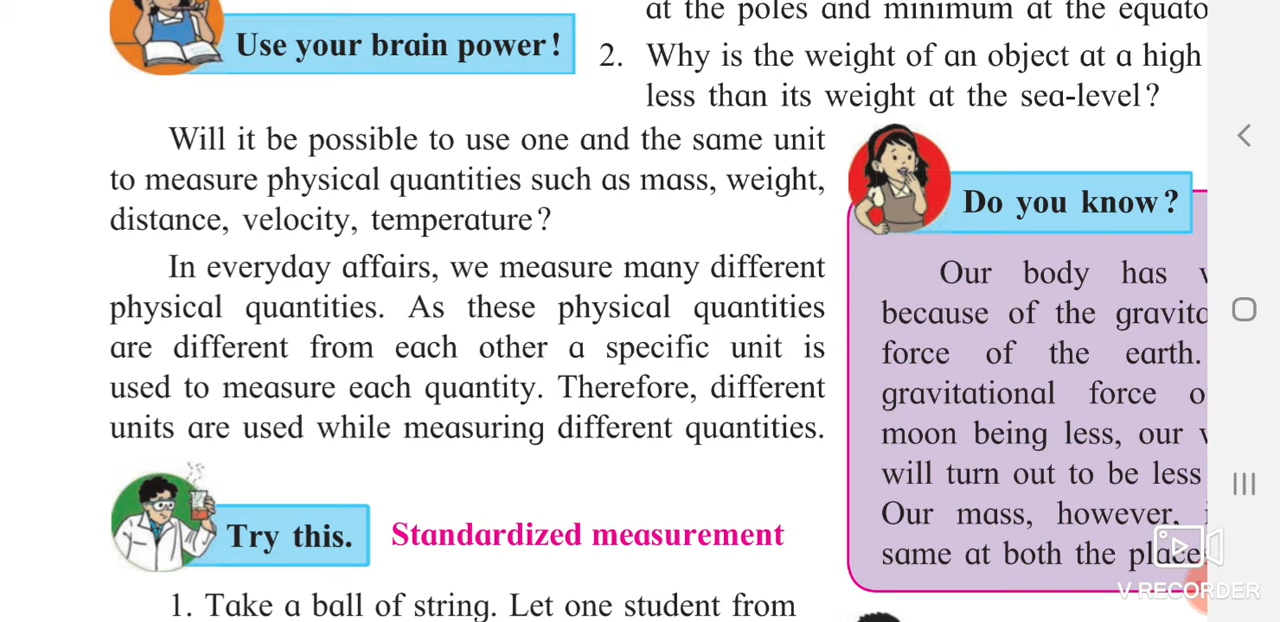 at the poles and minimum at the
Use your brain power!
2. Why is the weight of an object at a high
less than its weight at the sea-level?
Will it be possible to use one and the same unit
to measure physical quantities such as mass, weight,
distance, velocity, temperature?
In everyday affairs, we measure many different
physical quantities. As these physical quantities
are different from each other a specific unit is
used to measure each quantity. Therefore, different
units are used while measuring different quantities.
Try this. Standardized measurement
1. Take a ball of string. Let one student from
Do you know?
Our body has
because of the
force of the earth.
gravitational force
moon being less, our
will turn out to be less
Our mass, however,
same at both the
V RECORDER